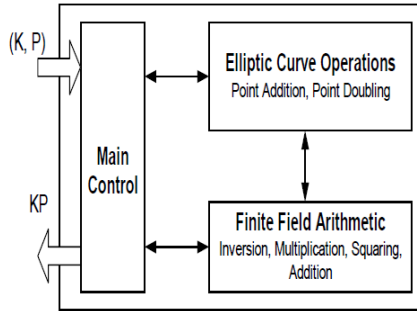 (K, P)
Elliptic Curve Operations
Point Addition, Point Doubling
Main
Control
KP
Finite Field Arithmetic
Inversion, Multiplication, Squaring,
Addition